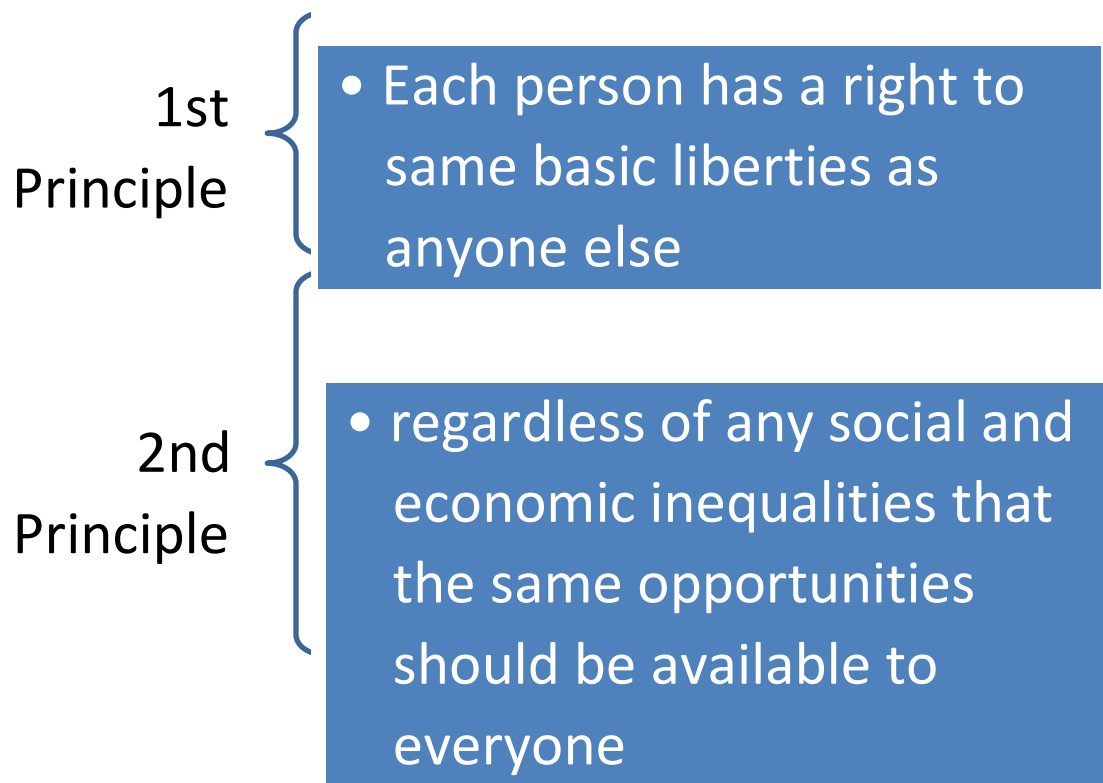 1st
Principle
• Each person has a right to
same basic liberties as
anyone else
2nd
Principle
• regardless of any social and
economic inequalities that
the same opportunities
should be available to
everyone